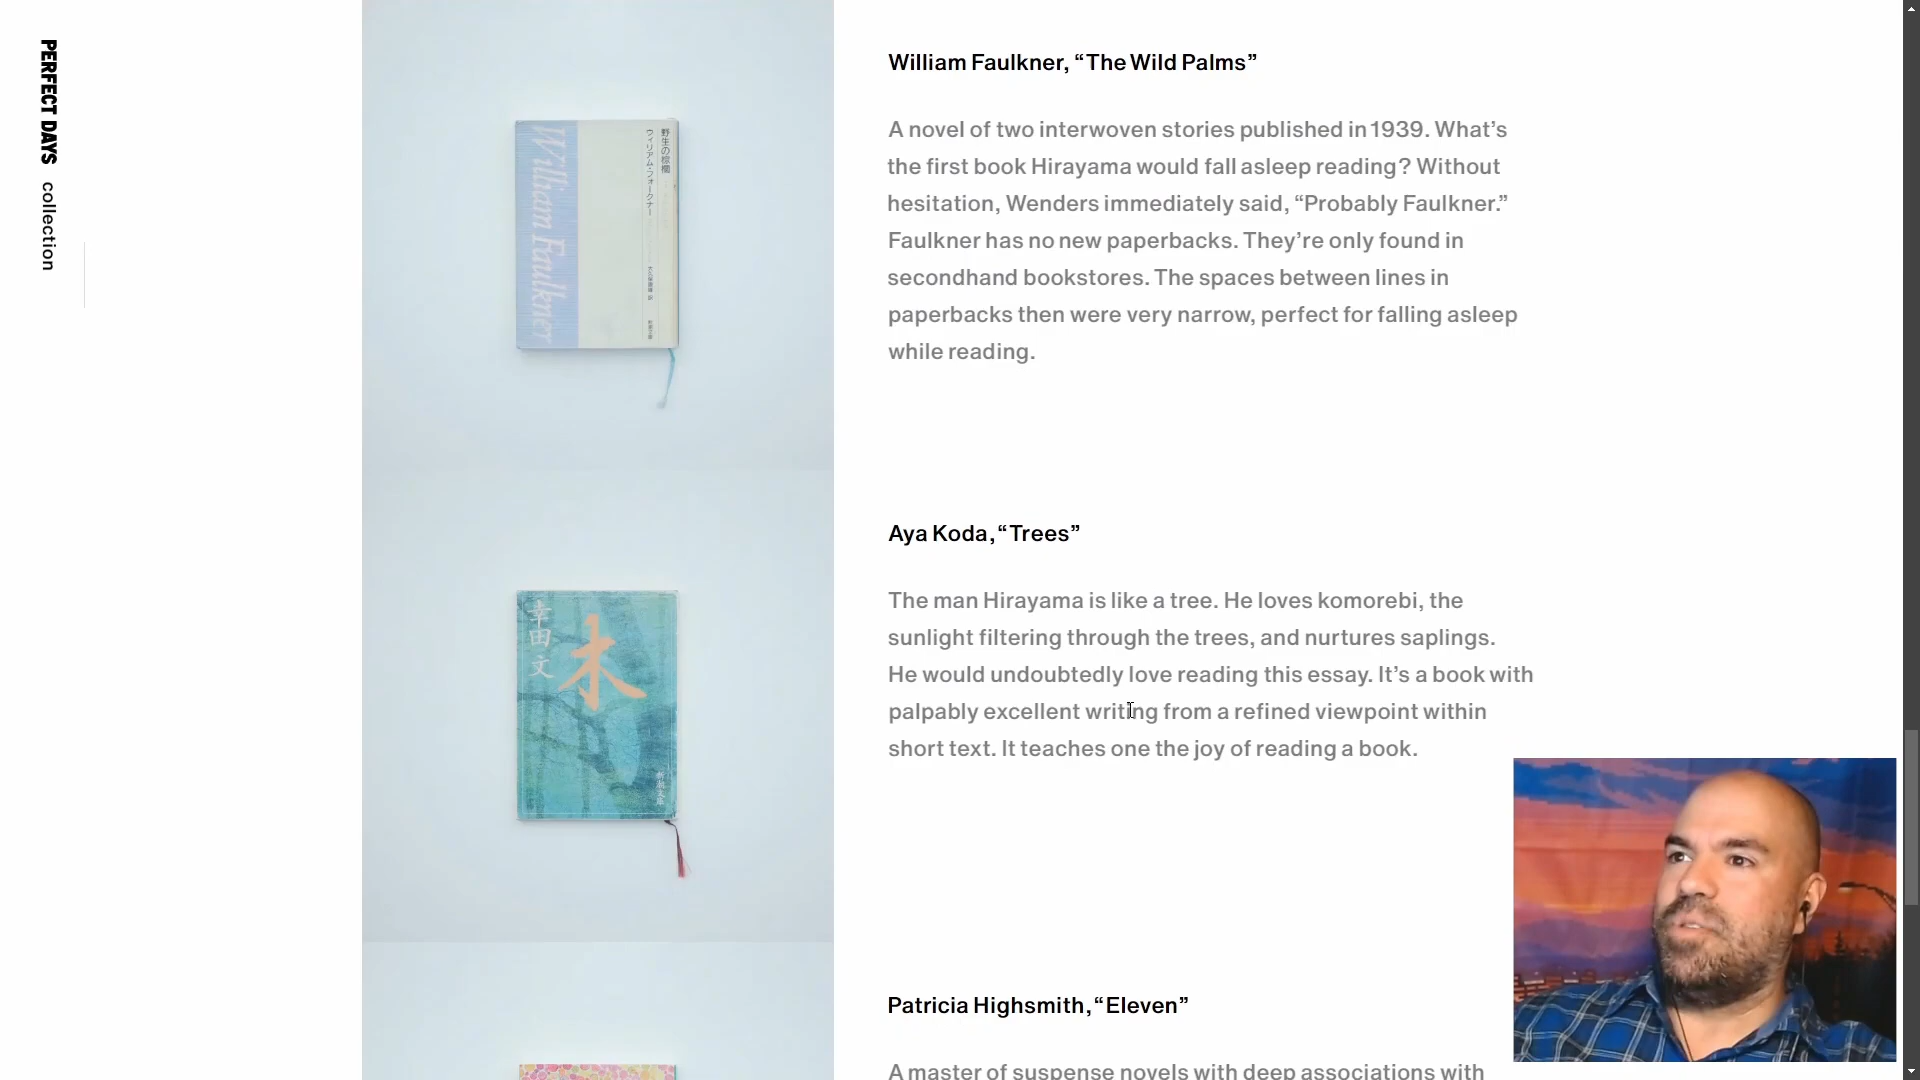 PERFECT DAYS collection
William Faulkner
野生の棕櫚
ウィリアム・フォークナー
William Faulkner, “The Wild Palms”
A novel of two interwoven stories published in 1939. What’s
the first book Hirayama would fall asleep reading? Without
hesitation, Wenders immediately said, “Probably Faulkner.”
Faulkner has no new paperbacks. They’re only found in
secondhand bookstores. The spaces between lines in
paperbacks then were very narrow, perfect for falling asleep
while reading.
幸田 文
木
新潮文庫
Aya Koda, “Trees”
The man Hirayama is like a tree. He loves komorebi, the
sunlight filtering through the trees, and nurtures saplings.
He would undoubtedly love reading this essay. It’s a book with
palpably excellent writing from a refined viewpoint within
short text. It teaches one the joy of reading a book.
Patricia Highsmith, “Eleven”
A master of suspense novels with deep associations with